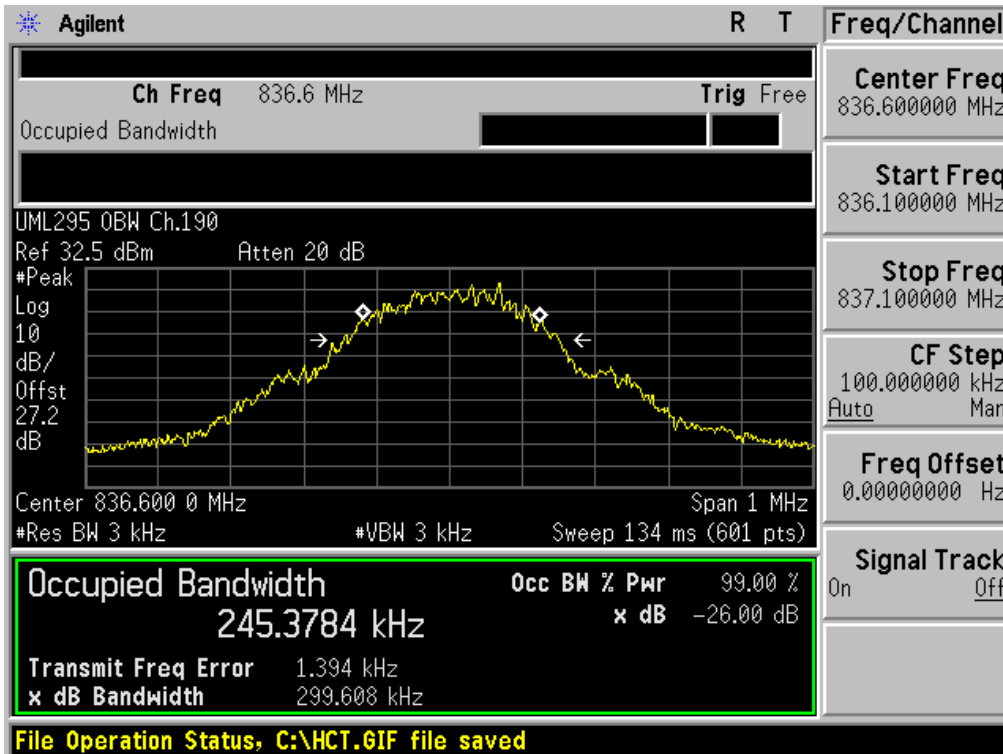 Agilent R T Freq/Channel
Ch Freq 836.6 MHz Trig Free
Occupied Bandwidth
UML295 OBW Ch.190
Ref 32.5 dBm Atten 20 dB
#Peak
Log
10
dB/
Offst
27.2
dB
Center 836.600 0 MHz Span 1 MHz
#Res BW 3 kHz #VBW 3 kHz Sweep 134 ms (601 pts)
Occupied Bandwidth Occ BW % Pwr 99.00 %
245.3784 kHz x dB -26.00 dB
Transmit Freq Error 1.394 kHz
x dB Bandwidth 299.608 kHz
File Operation Status, C:\HCT.GIF file saved
Center Freq
836.600000 MHz
Start Freq
836.100000 MHz
Stop Freq
837.100000 MHz
CF Step
100.000000 kHz
Auto Man
Freq Offset
0.00000000 Hz
Signal Track
On Off